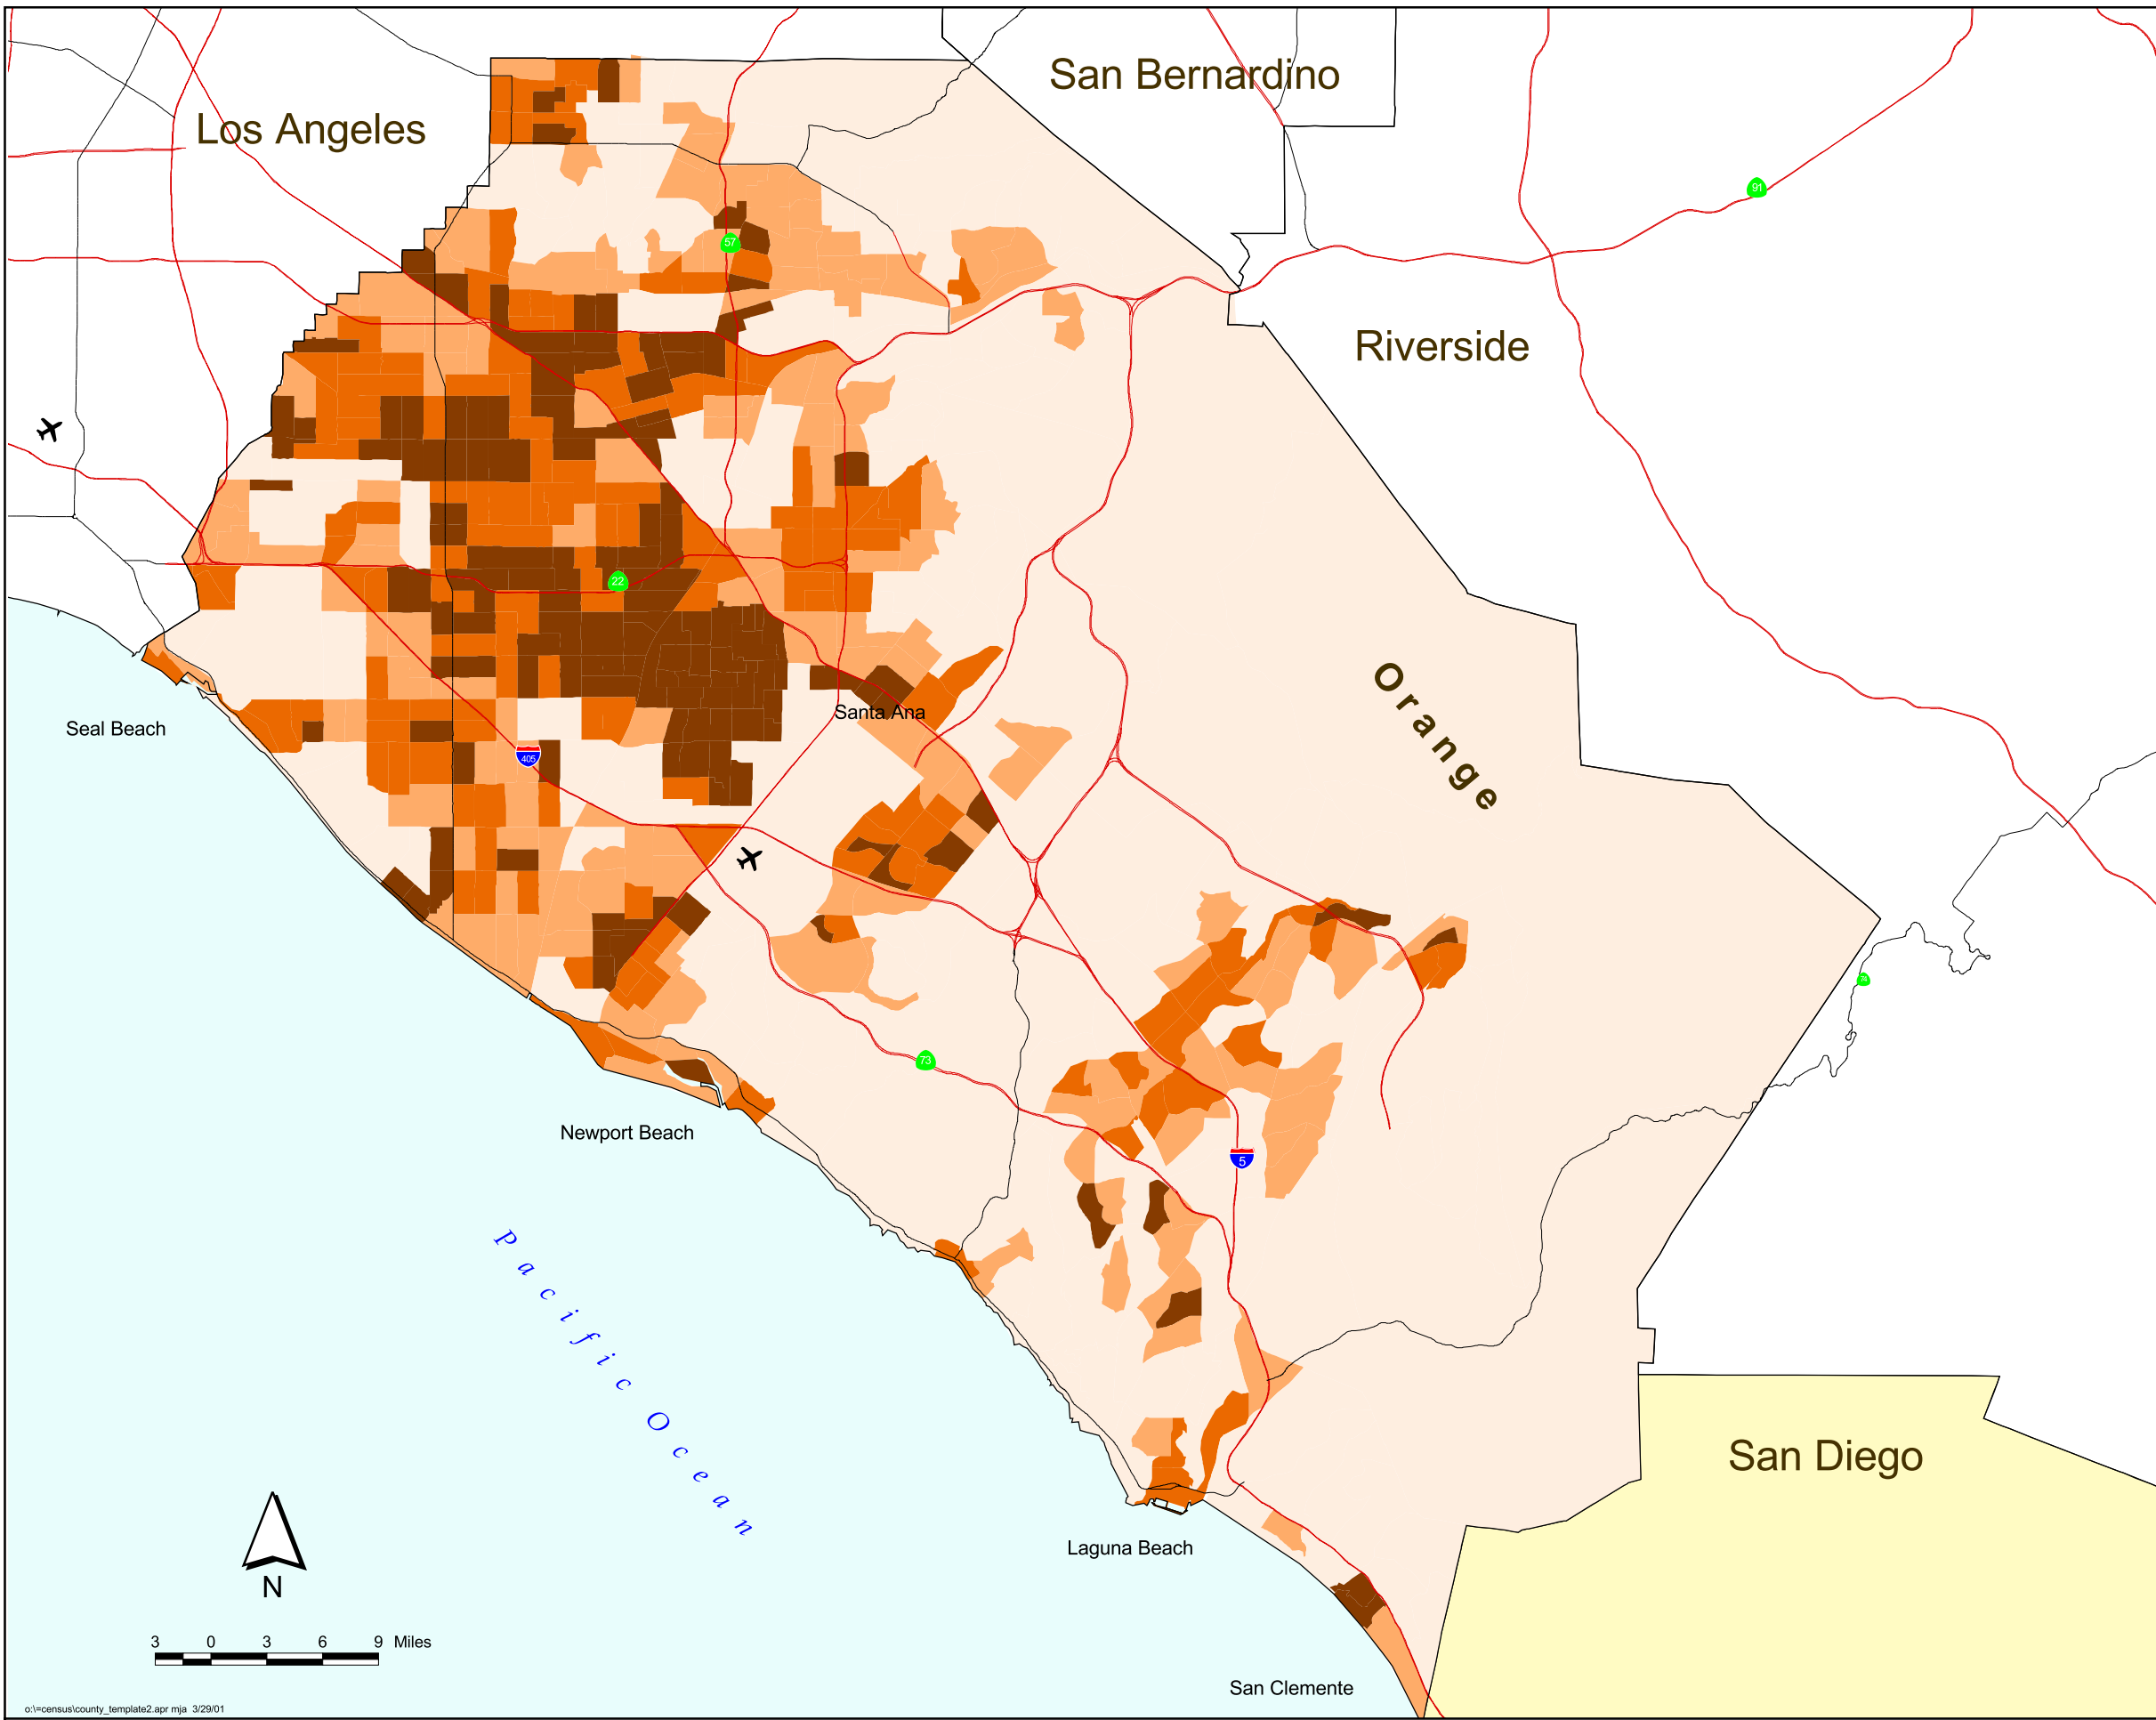 San Bernardino
Los Angeles
91
57
Riverside
22
Orange
Santa Ana
Seal Beach
405
73
Newport Beach
5
Pacific Ocean
San Diego
Laguna Beach
N
3 0 3 6 9 Miles
San Clemente
o:\=census\county_template2.apr mja 3/29/01